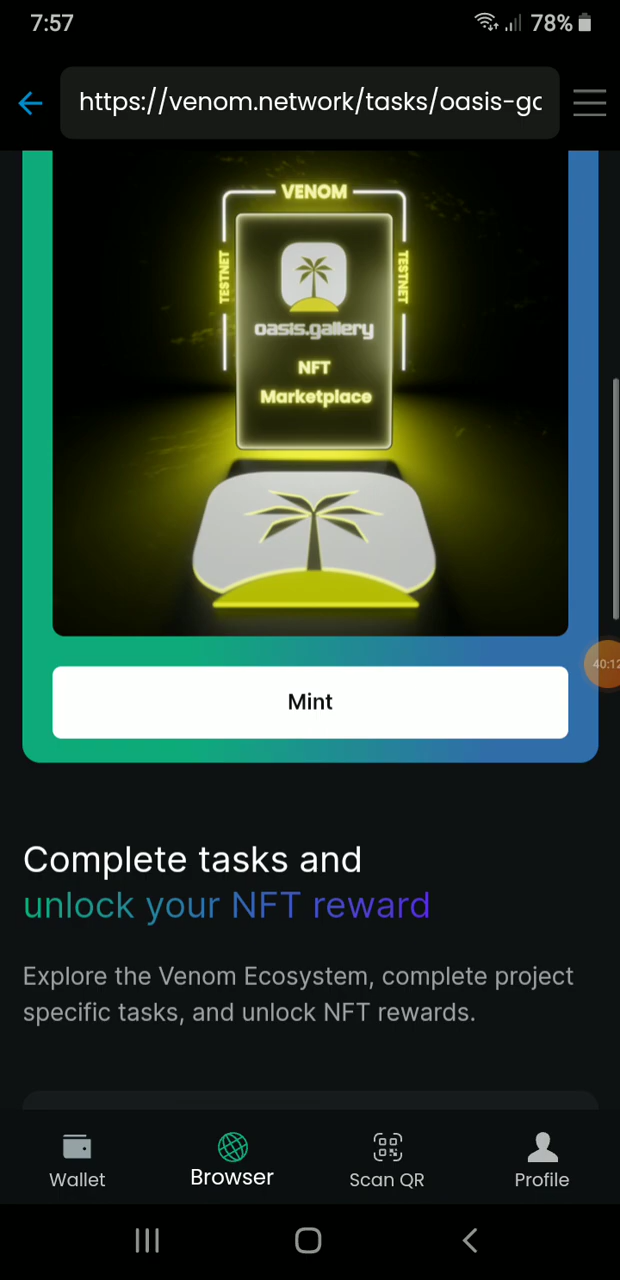 7:57
78%
https://venom.network/tasks/oasis-gc
VENOM
TESTNET
TESTNET
oasis.gallery
NFT
Marketplace
40:12
Mint
Complete tasks and
unlock your NFT reward
Explore the Venom Ecosystem, complete project
specific tasks, and unlock NFT rewards.
Wallet
Browser
Scan QR
Profile